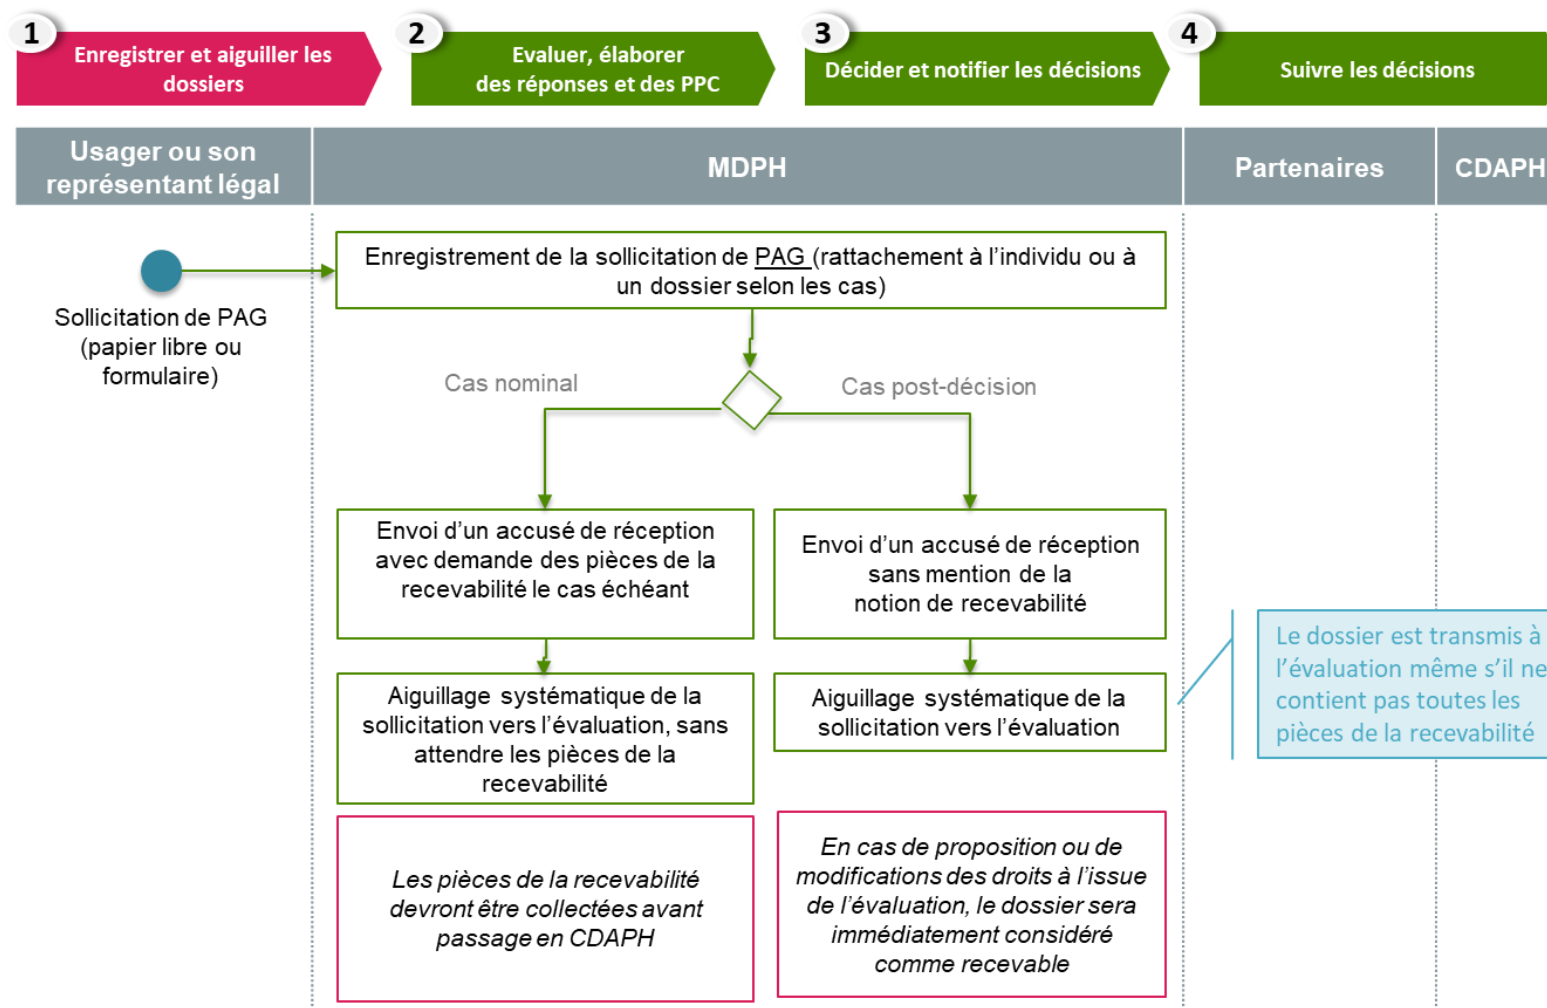 1
Enregistrer et aiguiller les
dossiers
2
Evaluer, élaborer
des réponses et des PPC
3
Décider et notifier les décisions
4
Suivre les décisions
Usager ou son
représentant légal
MDPH
Partenaires
CDAPH
Sollicitation de PAG
(papier libre ou
formulaire)
Enregistrement de la sollicitation de PAG (rattachement à l’individu ou à
un dossier selon les cas)
Cas nominal
Cas post-décision
Envoi d’un accusé de réception
avec demande des pièces de la
recevabilité le cas échéant
Envoi d’un accusé de réception
sans mention de la
notion de recevabilité
Aiguillage systématique de la
sollicitation vers l’évaluation, sans
attendre les pièces de la
recevabilité
Aiguillage systématique de la
sollicitation vers l’évaluation
Le dossier est transmis à
l’évaluation même s’il ne
contient pas toutes les
pièces de la recevabilité
Les pièces de la recevabilité
devront être collectées avant
passage en CDAPH
En cas de proposition ou de
modifications des droits à l’issue
de l’évaluation, le dossier sera
immédiatement considéré
comme recevable